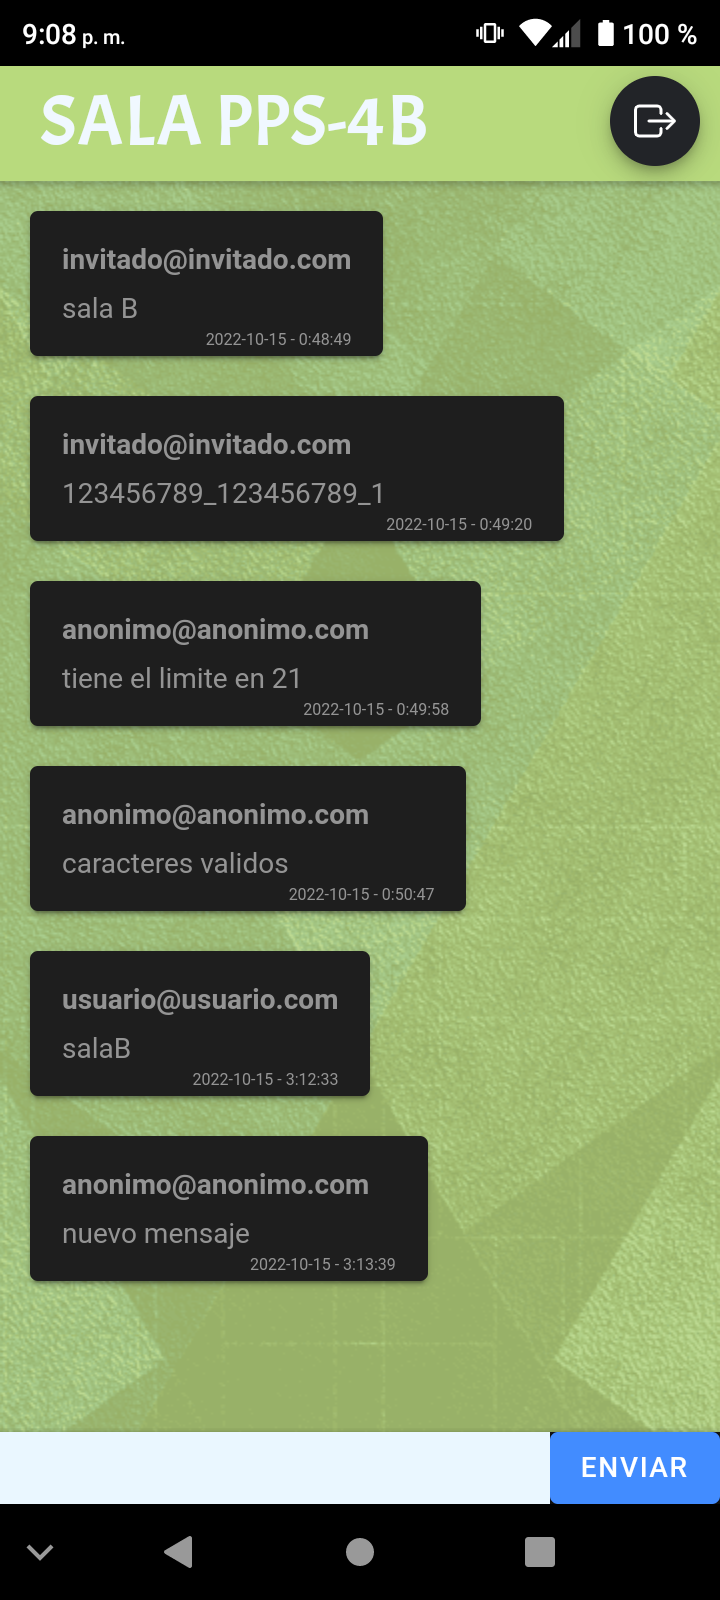 9:08 p. m.
100 %
SALA PPS-4B
invitado@invitado.com
sala B
2022-10-15 - 0:48:49
invitado@invitado.com
123456789_123456789_1
2022-10-15 - 0:49:20
anonimo@anonimo.com
tiene el limite en 21
2022-10-15 - 0:49:58
anonimo@anonimo.com
caracteres validos
2022-10-15 - 0:50:47
usuario@usuario.com
salaB
2022-10-15 - 3:12:33
anonimo@anonimo.com
nuevo mensaje
2022-10-15 - 3:13:39
ENVIAR